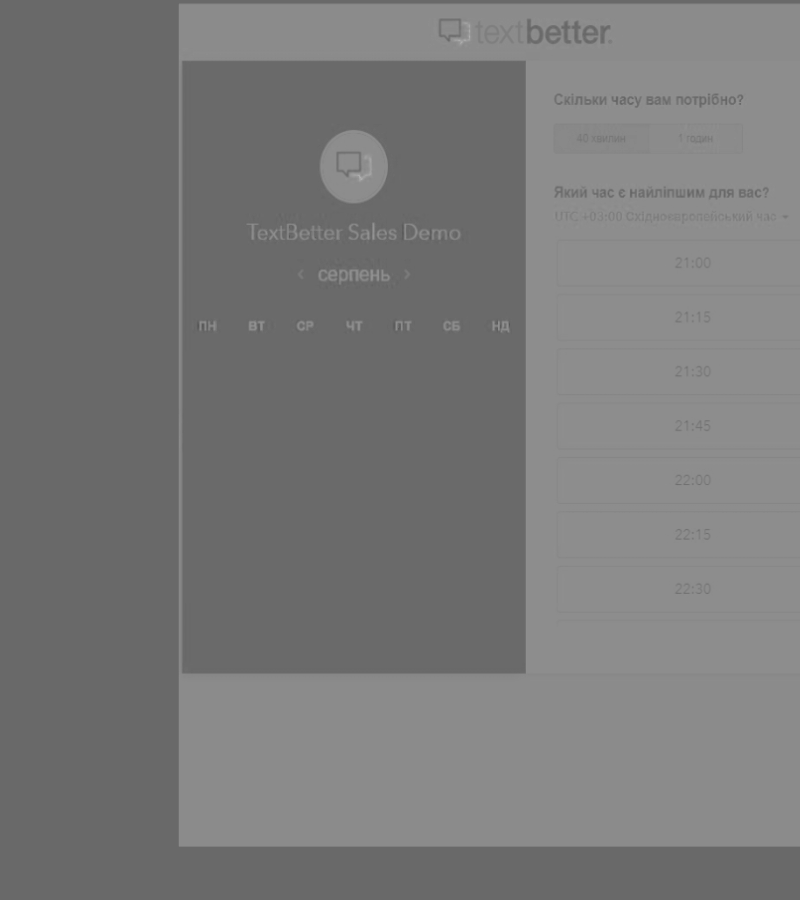 textbetter.
TextBetter Sales Demo
‹ серпень ›
ПН ВТ СР ЧТ ПТ СБ НД
Скільки часу вам потрібно?
40 хвилин 1 годин
Який час є найліпшим для вас?
UTC +03:00 Східноєвропейський час
21:00
21:15
21:30
21:45
22:00
22:15
22:30